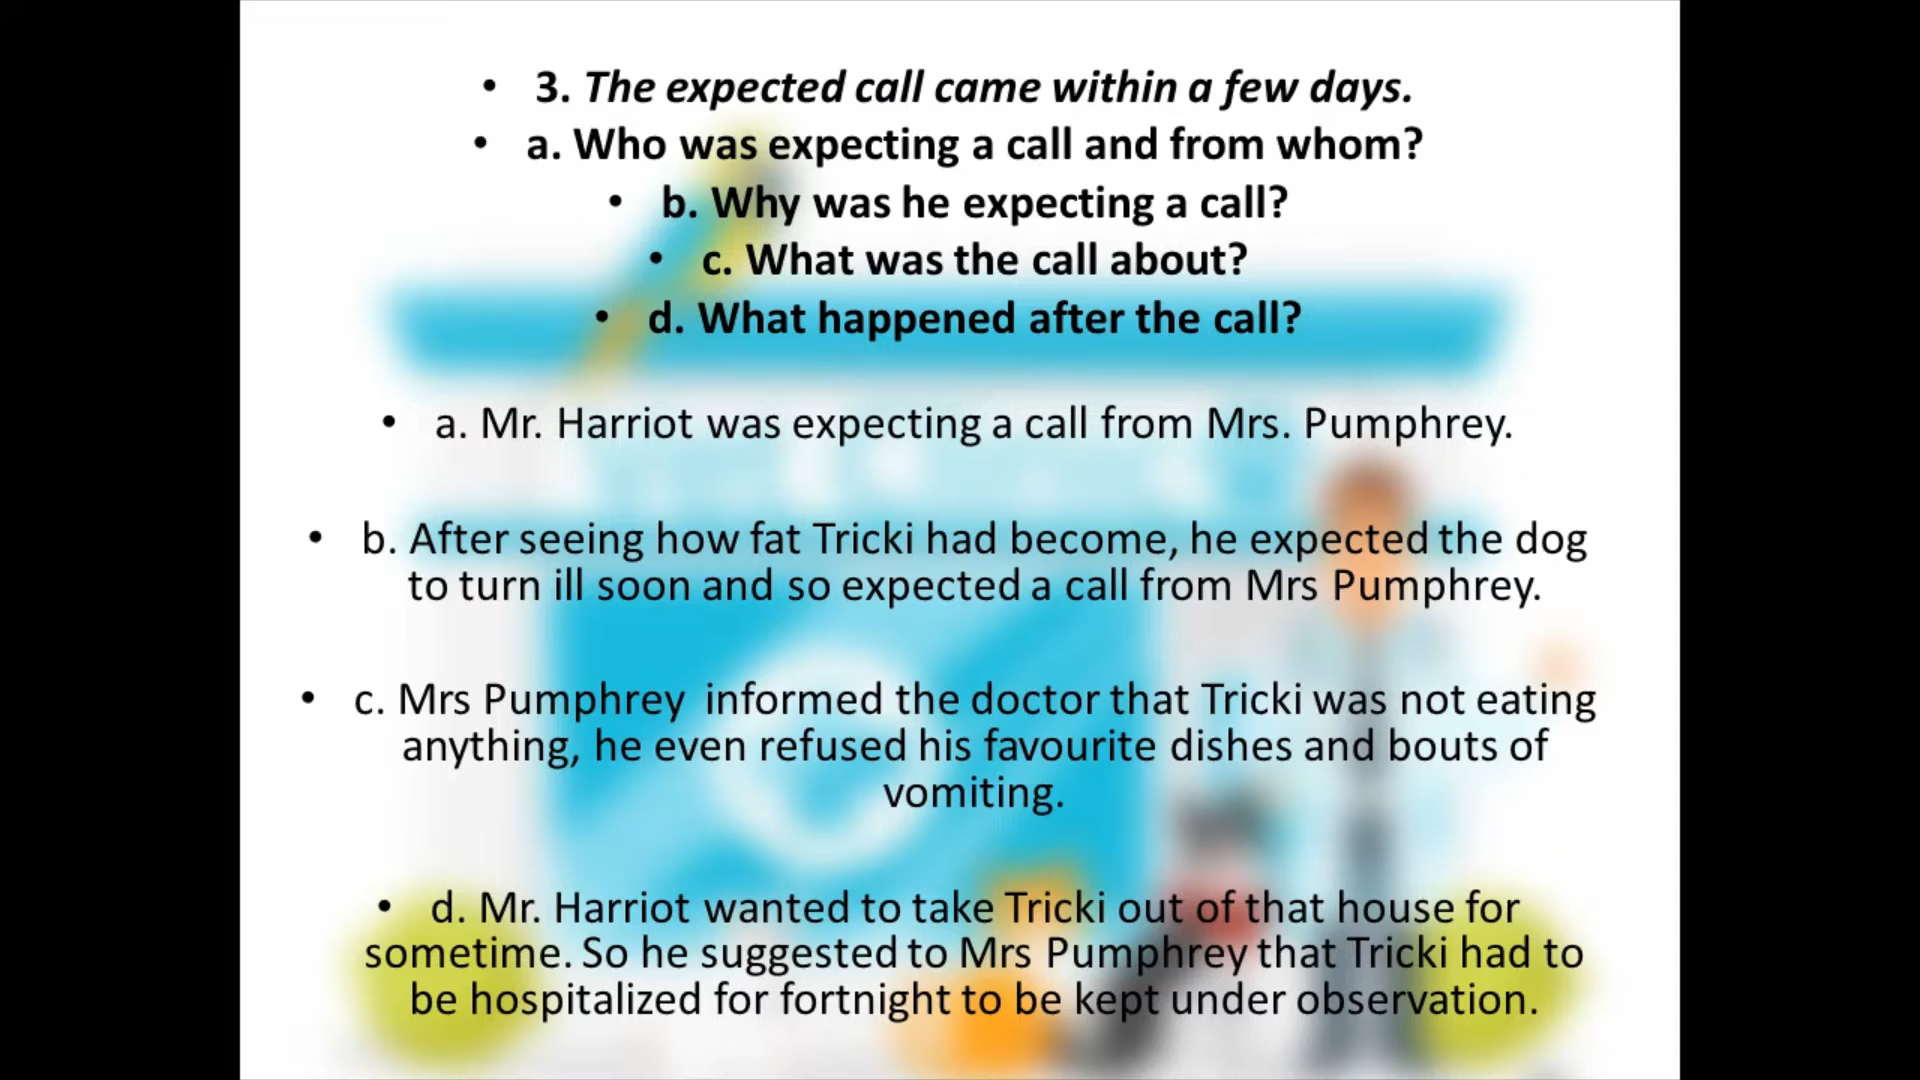 • 3. The expected call came within a few days.
• a. Who was expecting a call and from whom?
• b. Why was he expecting a call?
• c. What was the call about?
• d. What happened after the call?
• a. Mr. Harriot was expecting a call from Mrs. Pumphrey.
• b. After seeing how fat Tricki had become, he expected the dog
to turn ill soon and so expected a call from Mrs Pumphrey.
• c. Mrs Pumphrey  informed the doctor that Tricki was not eating
anything, he even refused his favourite dishes and bouts of
vomiting.
• d. Mr. Harriot wanted to take Tricki out of that house for
sometime. So he suggested to Mrs Pumphrey that Tricki had to
be hospitalized for fortnight to be kept under observation.